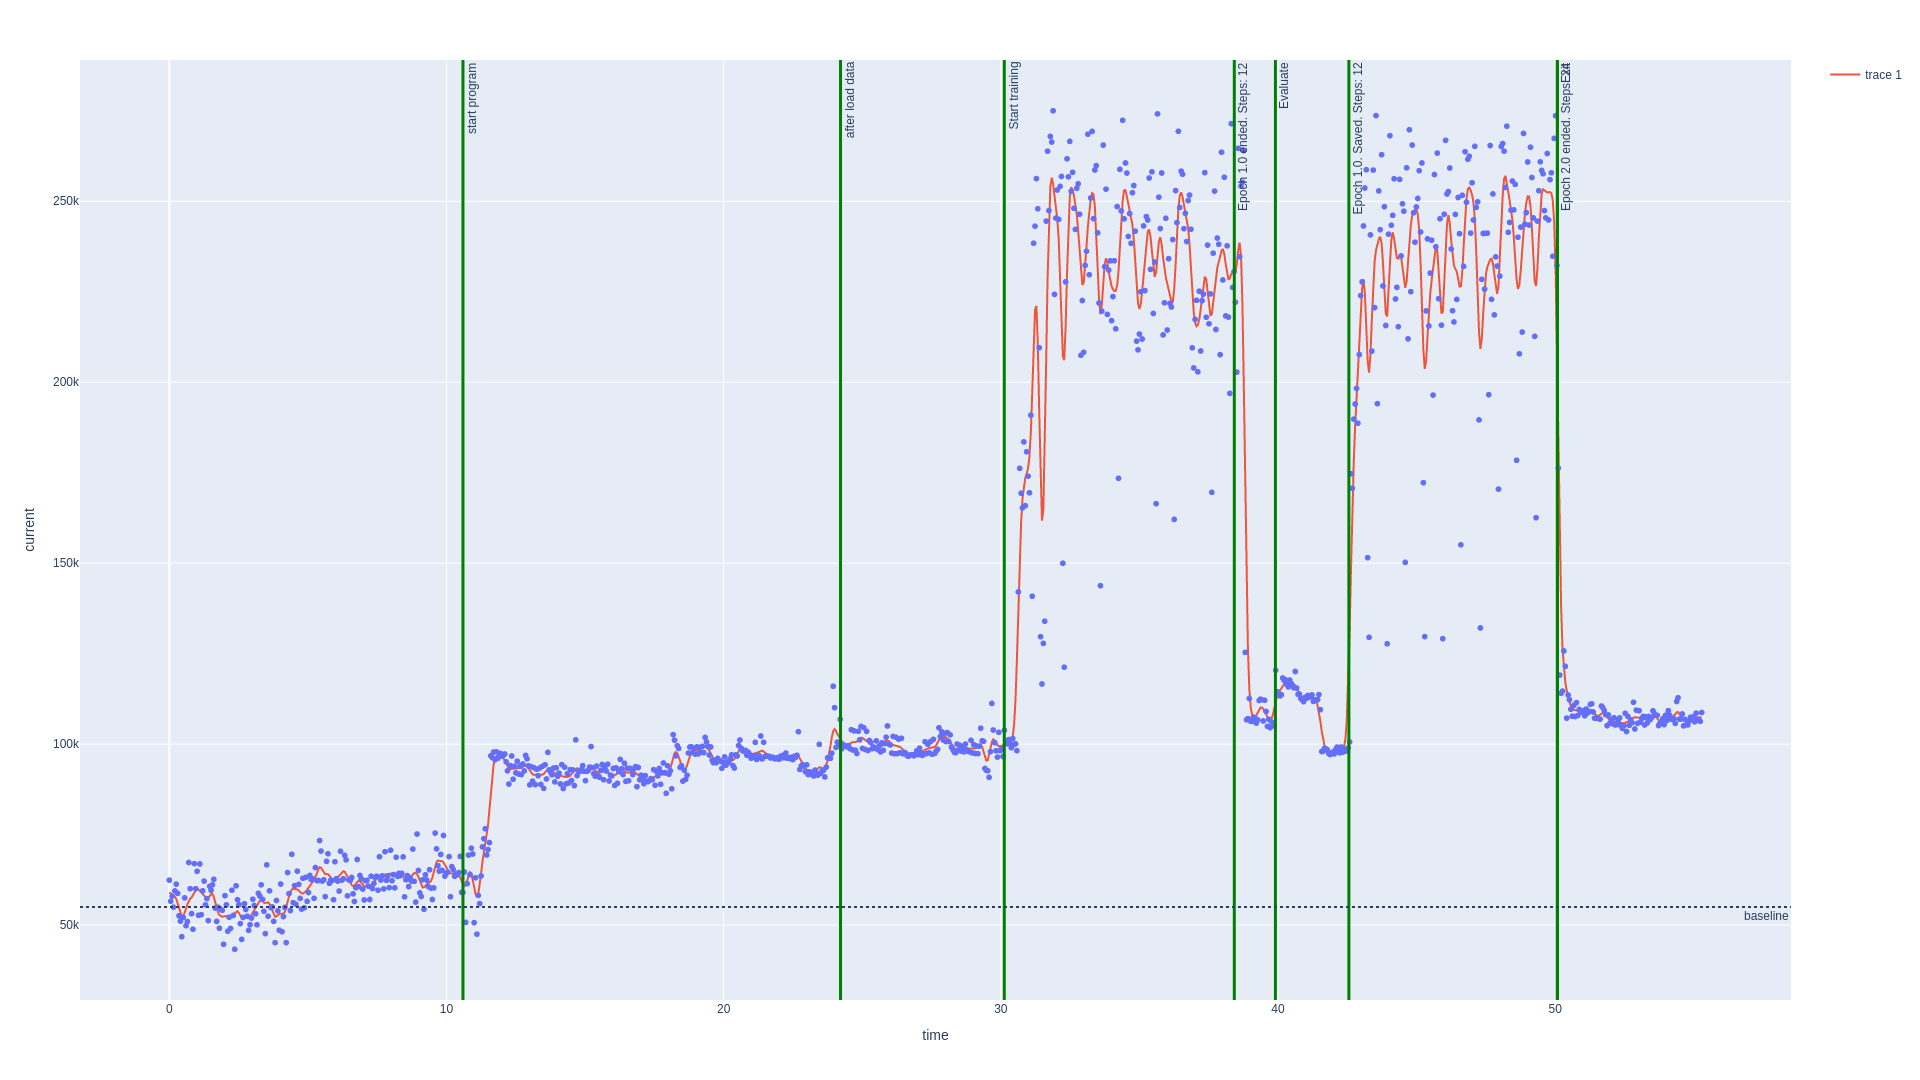 start program
after load data
Start training
Epoch 1.0 ended. Steps: 12
Evaluate
Epoch 1.0. Saved. Steps: 12
Epoch 2.0 ended. Steps: 24
trace 1
250k
200k
150k
100k
50k
current
baseline
0
10
20
30
40
50
time